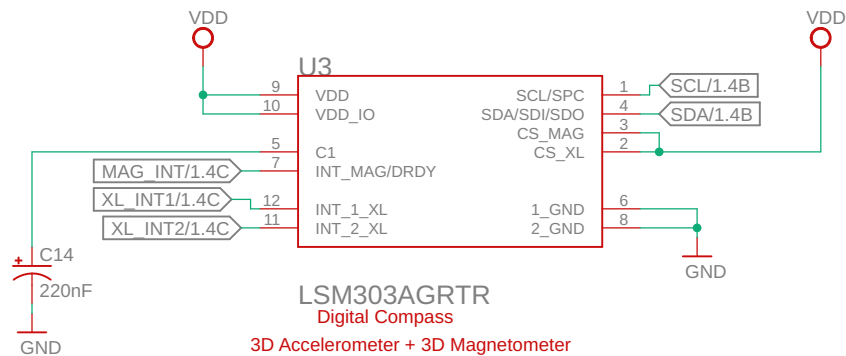 VDD
VDD
U3
9 VDD SCL/SPC 1 SCL/1.4B
10 VDD_IO SDA/SDI/SDO 4 SDA/1.4B
CS_MAG 3
5 C1 CS_XL 2
MAG_INT/1.4C 7 INT_MAG/DRDY
XL_INT1/1.4C 12 INT_1_XL 1_GND 6
XL_INT2/1.4C 11 INT_2_XL 2_GND 8
+ C14
220nF
GND
GND
LSM303AGRTR
Digital Compass
3D Accelerometer + 3D Magnetometer